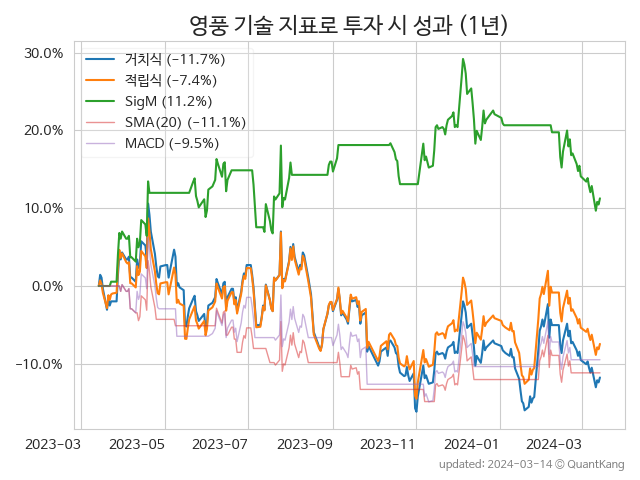 영풍 기술 지표로 투자 시 성과 (1년)
거치식 (−11.7%)
적립식 (−7.4%)
SigM (11.2%)
SMA(20) (−11.1%)
MACD (−9.5%)
30.0%
20.0%
10.0%
0.0%
−10.0%
2023-03 2023-05 2023-07 2023-09 2023-11 2024-01 2024-03
updated: 2024-03-14 © QuantKang